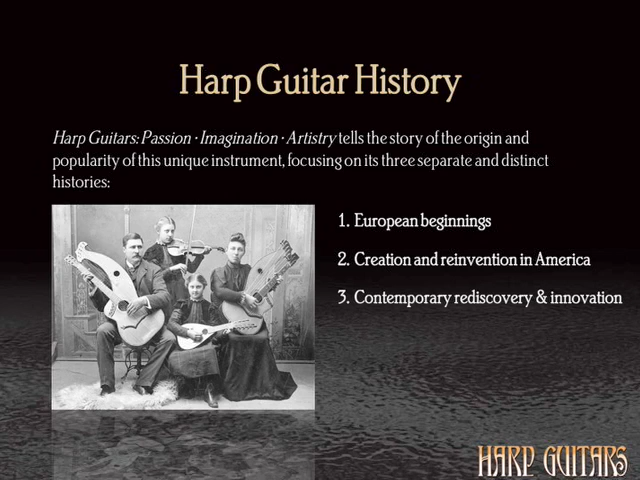 Harp Guitar History
Harp Guitars: Passion · Imagination · Artistry tells the story of the origin and
popularity of this unique instrument, focusing on its three separate and distinct
histories:
1. European beginnings
2. Creation and reinvention in America
3. Contemporary rediscovery & innovation
HARP GUITARS